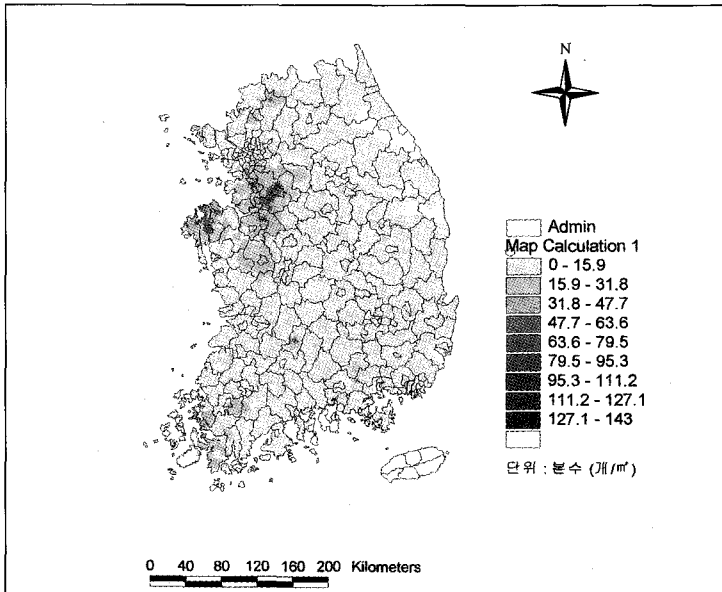 N
Admin
Map Calculation 1
0 - 15.9
15.9 - 31.8
31.8 - 47.7
47.7 - 63.6
63.6 - 79.5
79.5 - 95.3
95.3 - 111.2
111.2 - 127.1
127.1 - 143
단위 : 본수 (개/㎡)
0 40 80 120 160 200 Kilometers